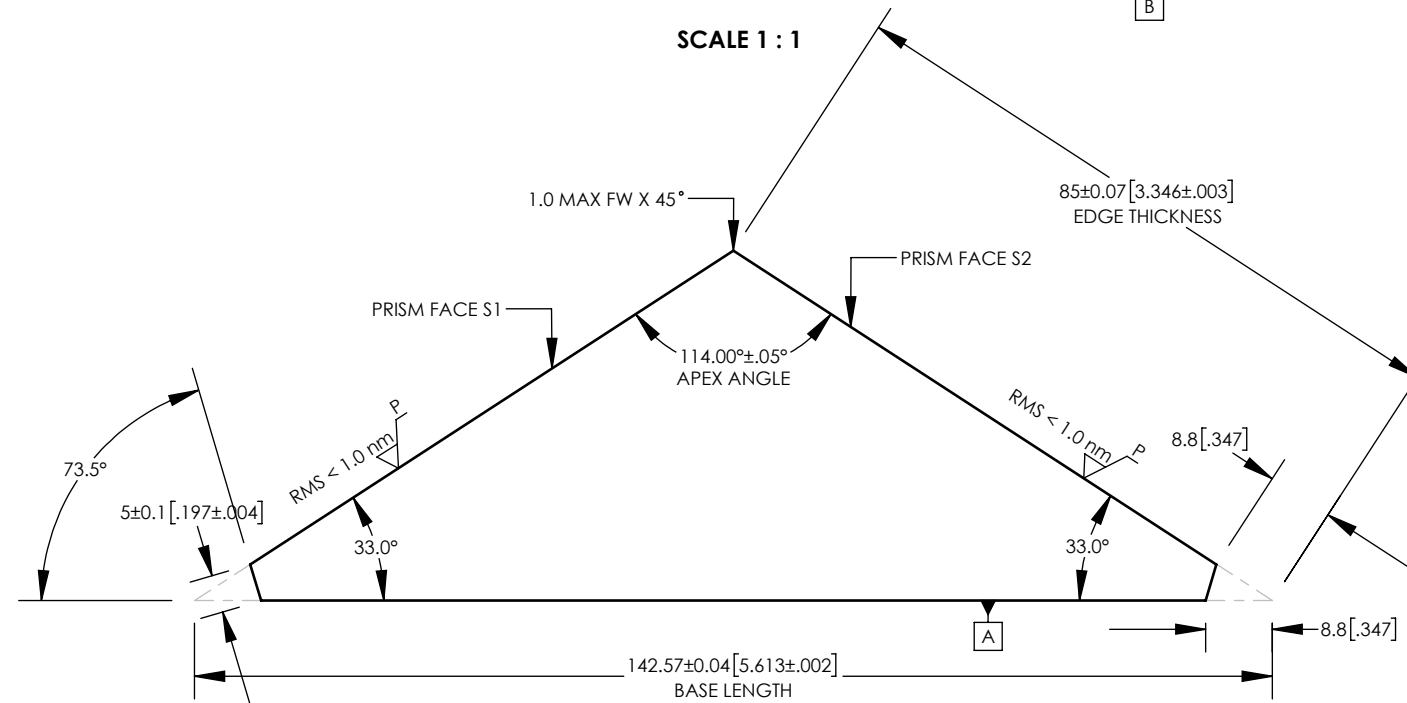 B
SCALE 1 : 1
85±0.07[3.346±.003]
EDGE THICKNESS
1.0 MAX FW X 45°
PRISM FACE S2
PRISM FACE S1
114.00°±.05°
APEX ANGLE
P
RMS < 1.0 nm
RMS < 1.0 nm
P
8.8[.347]
73.5°
5±0.1[.197±.004]
33.0°
33.0°
A
8.8[.347]
142.57±0.04[5.613±.002]
BASE LENGTH